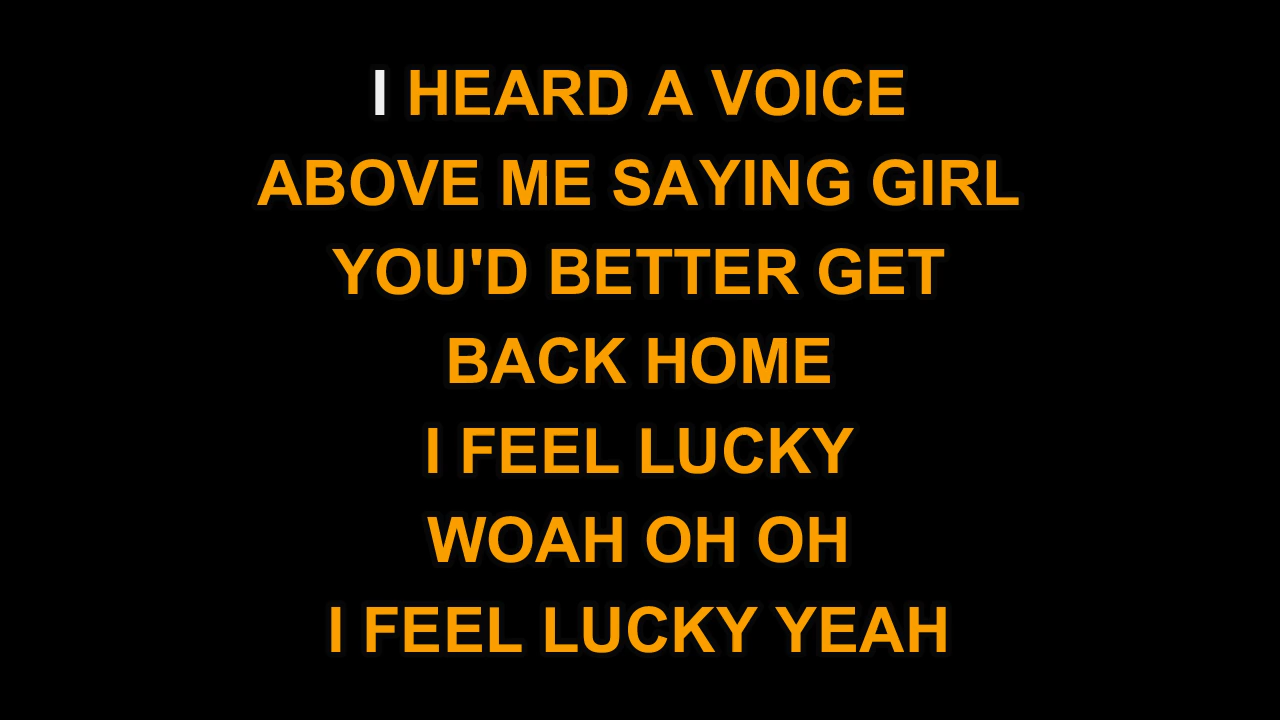 I HEARD A VOICE
ABOVE ME SAYING GIRL
YOU'D BETTER GET
BACK HOME
I FEEL LUCKY
WOAH OH OH
I FEEL LUCKY YEAH